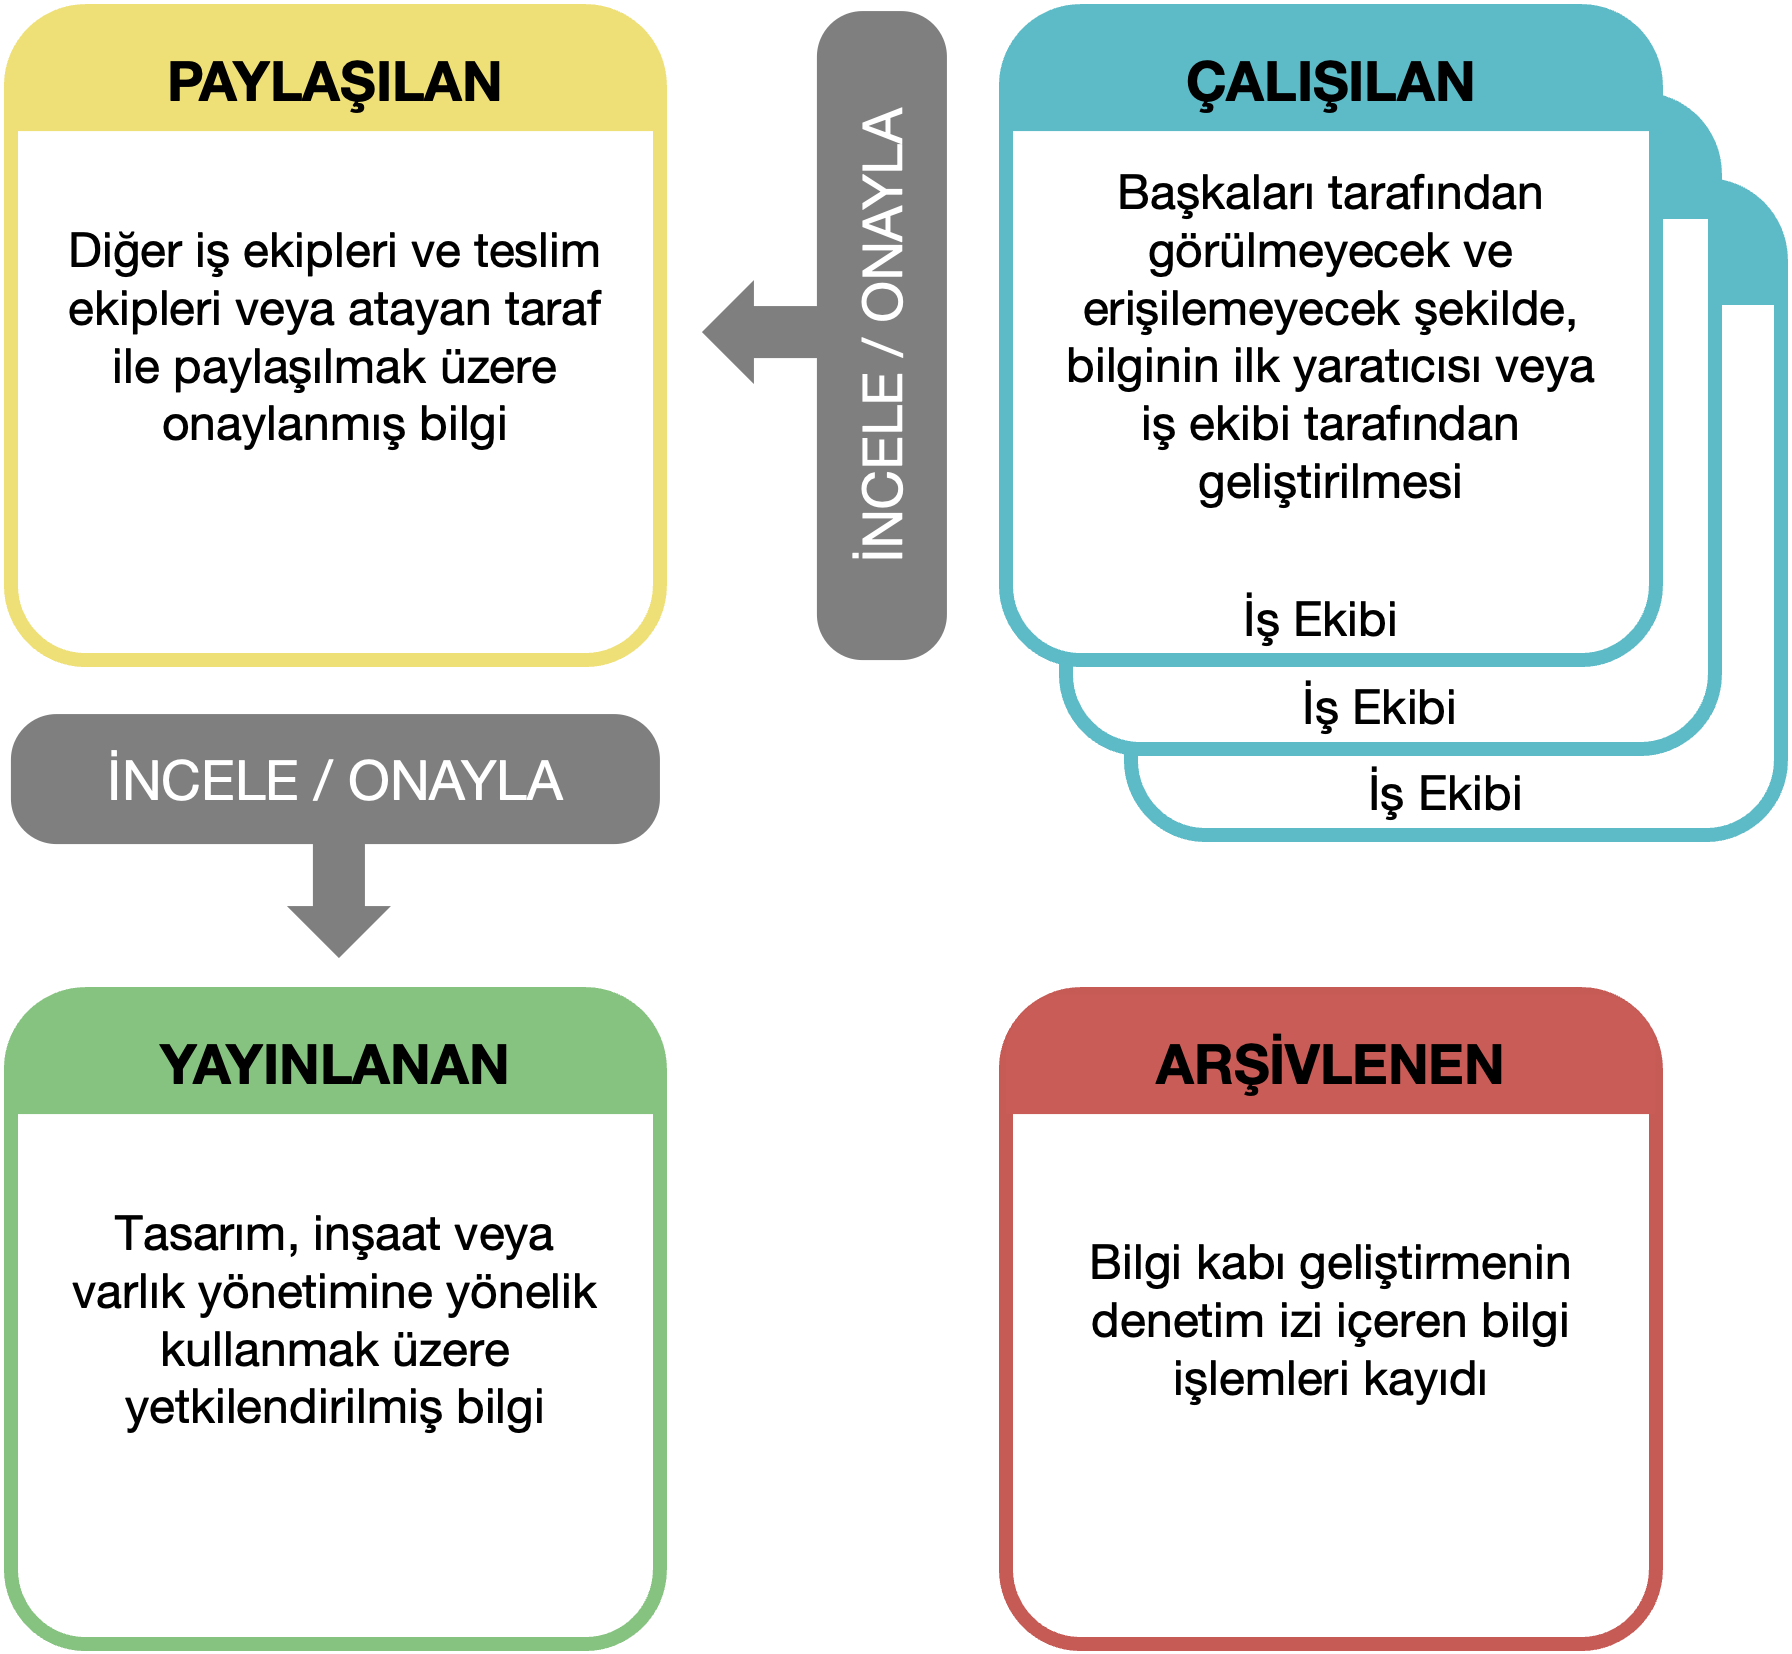 PAYLAŞILAN
Diğer iş ekipleri ve teslim
ekipleri veya atayan taraf
ile paylaşılmak üzere
onaylanmış bilgi
İNCELE / ONAYLA
ÇALIŞILAN
Başkaları tarafından
görülmeyecek ve
erişilemeyecek şekilde,
bilginin ilk yaratıcısı veya
iş ekibi tarafından
geliştirilmesi
İş Ekibi
İş Ekibi
İş Ekibi
İNCELE / ONAYLA
YAYINLANAN
Tasarım, inşaat veya
varlık yönetimine yönelik
kullanmak üzere
yetkilendirilmiş bilgi
ARŞİVLENEN
Bilgi kabı geliştirmenin
denetim izi içeren bilgi
işlemleri kayıdı